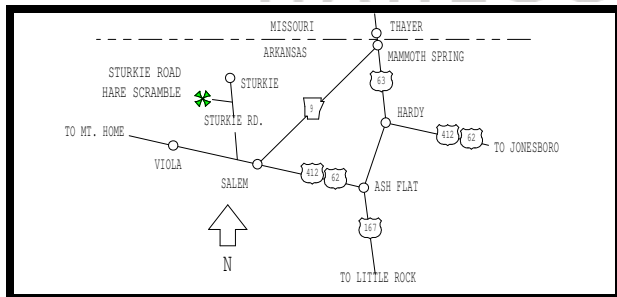 MISSOURI
THAYER
ARKANSAS
MAMMOTH SPRING
STURKIE ROAD
HARE SCRAMBLE
STURKIE
63
9
HARDY
STURKIE RD.
TO MT. HOME
412
62
TO JONESBORO
VIOLA
SALEM
412
62
ASH FLAT
167
N
TO LITTLE ROCK